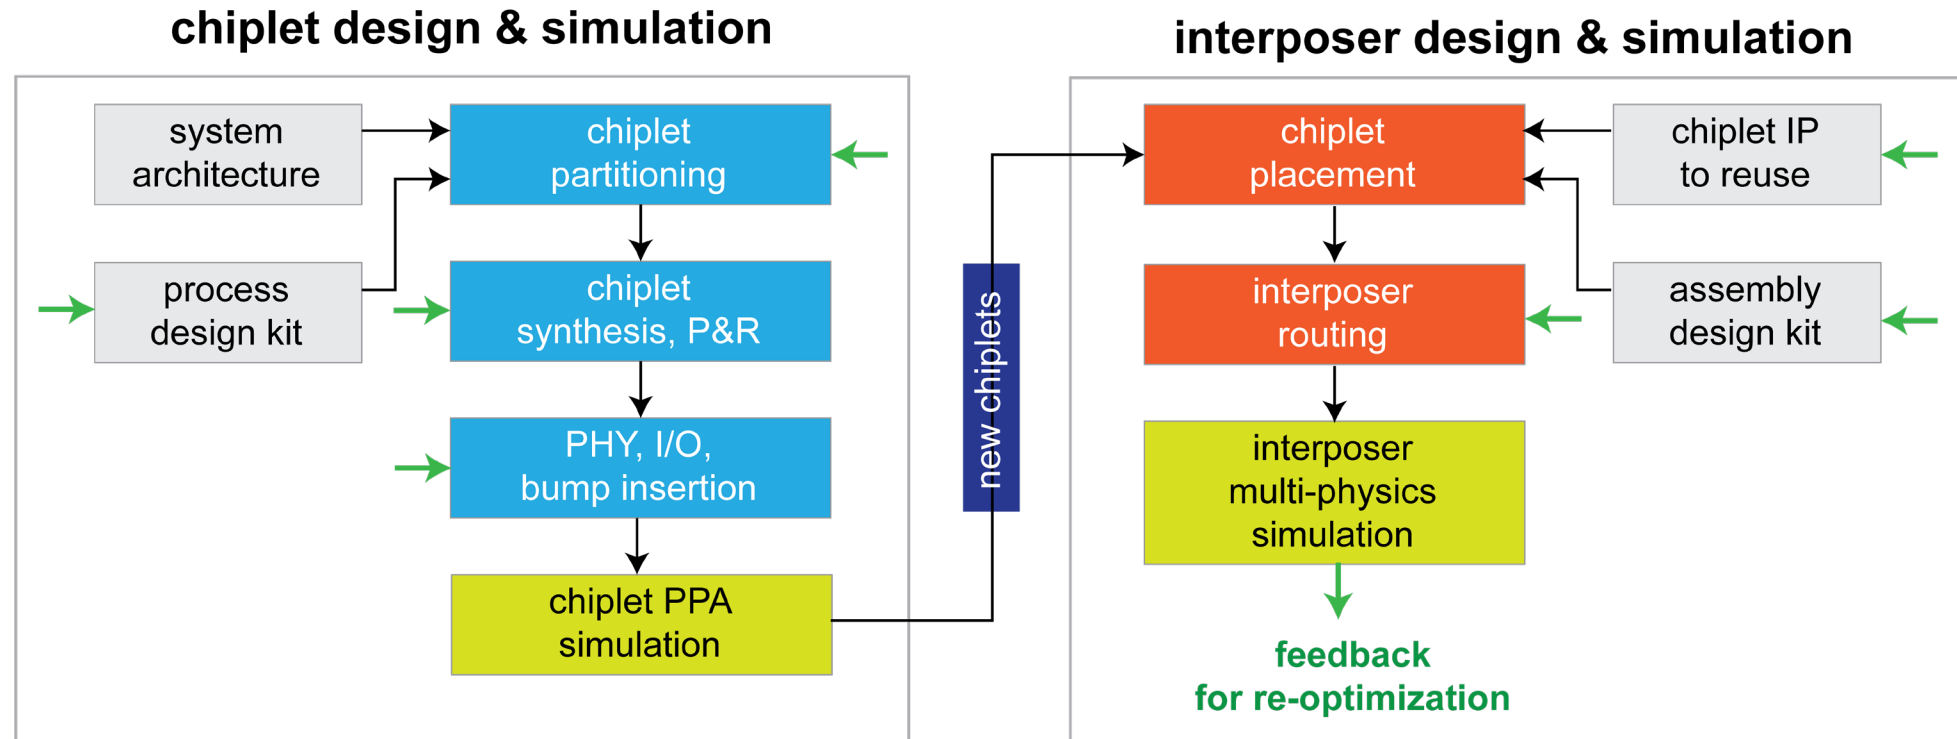 chiplet design & simulation
system
architecture
chiplet
partitioning
process
design kit
chiplet
synthesis, P&R
PHY, I/O,
bump insertion
chiplet PPA
simulation
new chiplets
interposer design & simulation
chiplet
placement
chiplet IP
to reuse
interposer
routing
assembly
design kit
interposer
multi-physics
simulation
feedback
for re-optimization